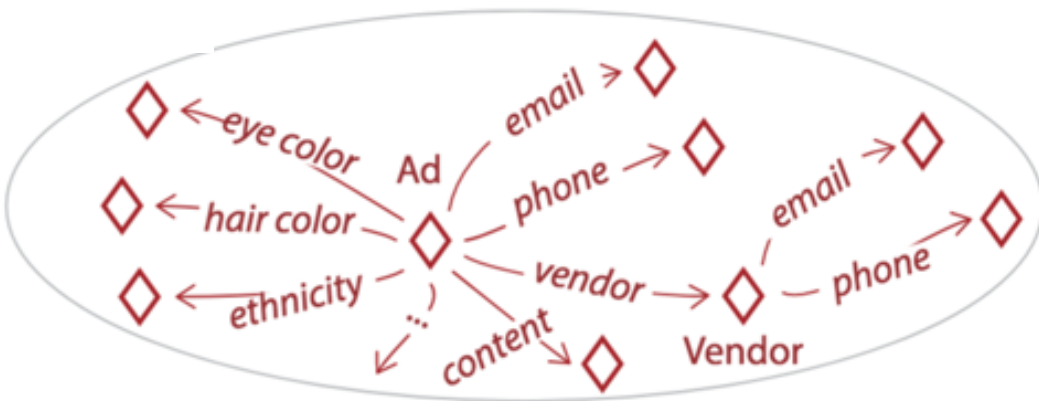 email
eye color
Ad
phone
email
hair color
vendor
phone
ethnicity
...
content
Vendor